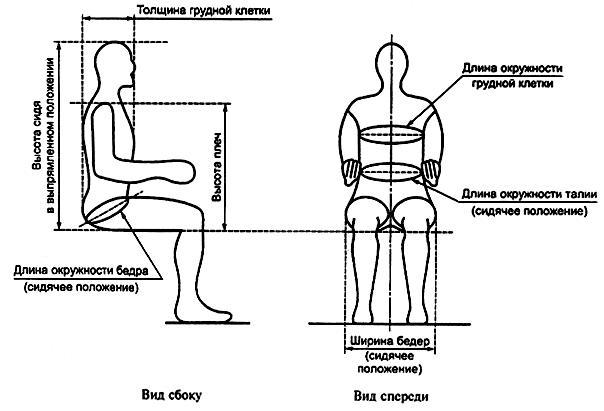 Толщина грудной клетки
Высота сидя
в выпрямленном положении
Высота плеч
Длина окружности бедра
(сидячее положение)
Длина окружности
грудной клетки
Длина окружности талии
(сидячее положение)
Ширина бедер
(сидячее
положение)
Вид сбоку
Вид спереди